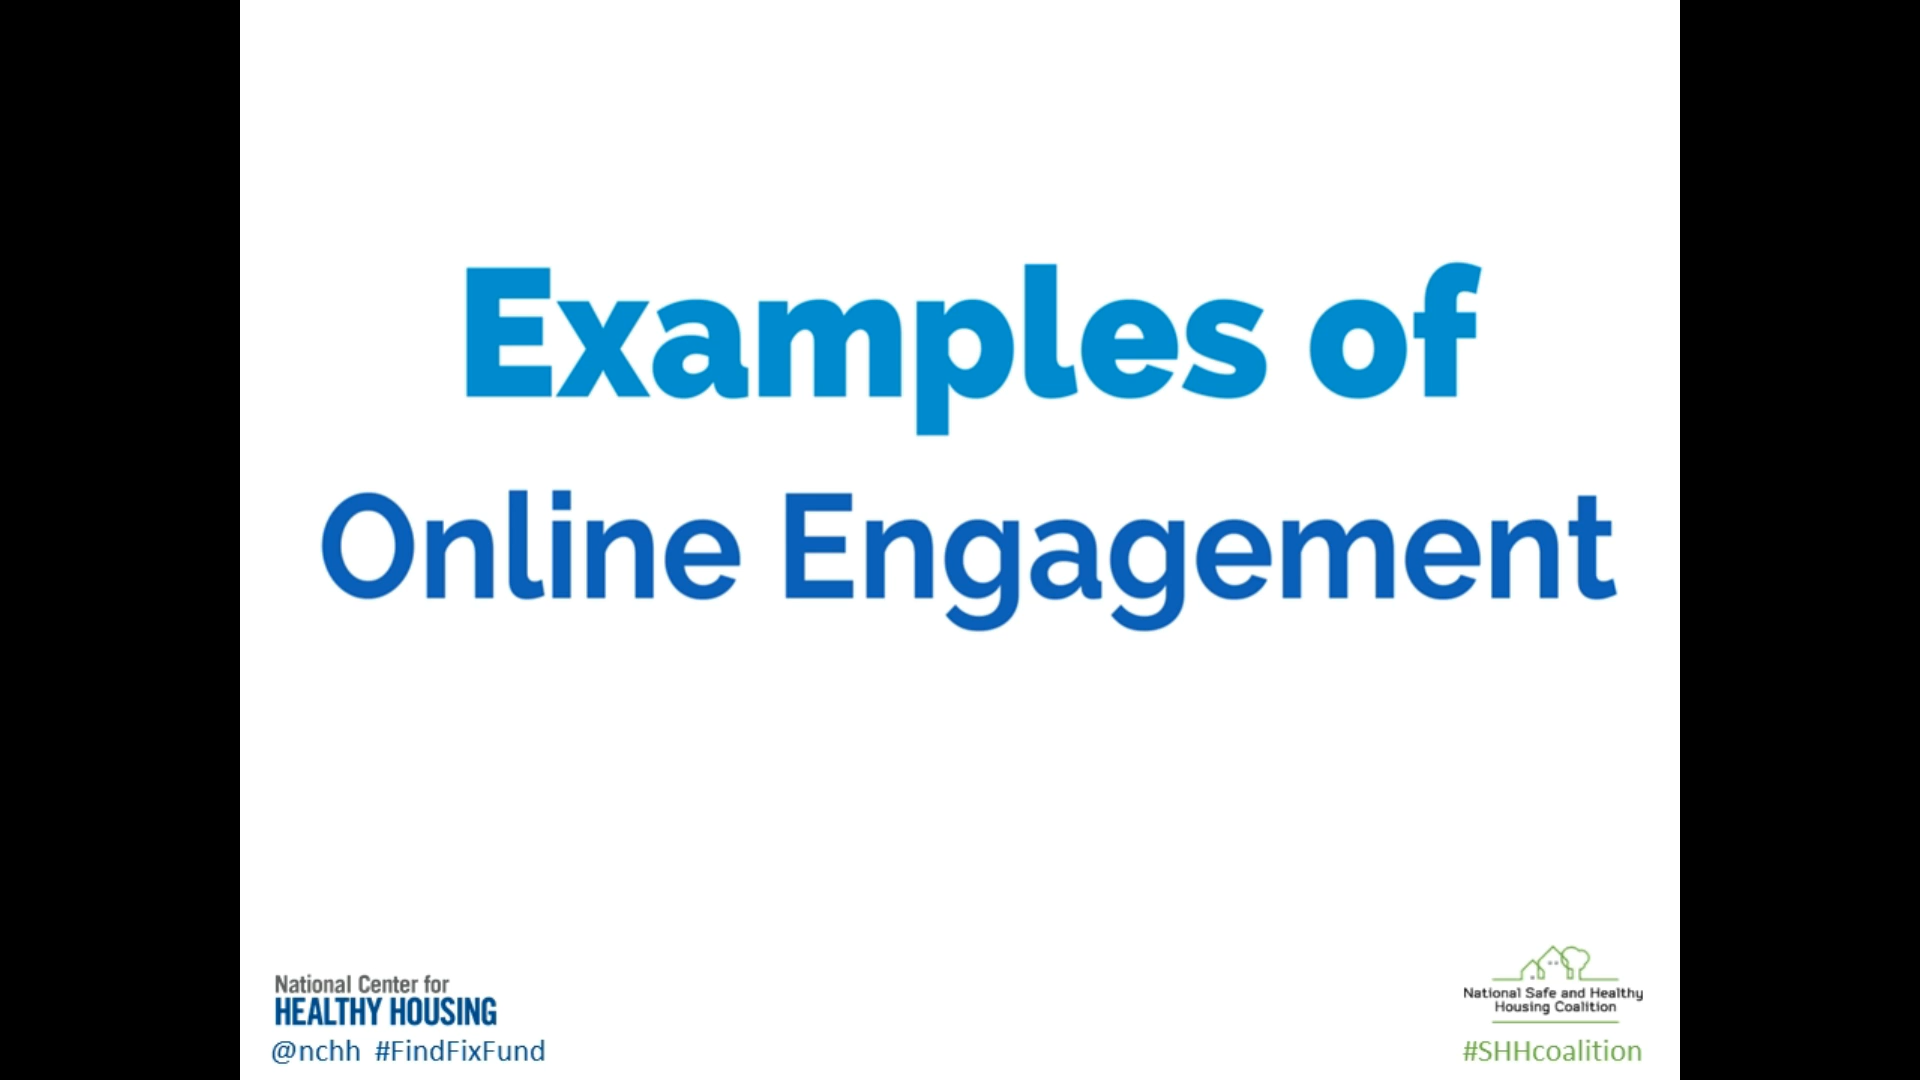 Examples of
Online Engagement
National Center for
HEALTHY HOUSING
@nchh #FindFixFund
National Safe and Healthy
Housing Coalition
#SHHcoalition